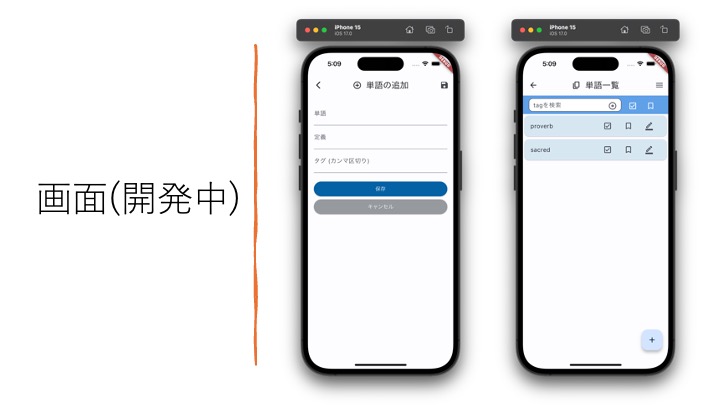 画面(開発中)
iPhone 15
iOS 17.0
5:09
単語の追加
単語
定義
タグ (カンマ区切り)
保存
キャンセル
iPhone 15
iOS 17.0
5:09
単語一覧
tagを検索
proverb
sacred